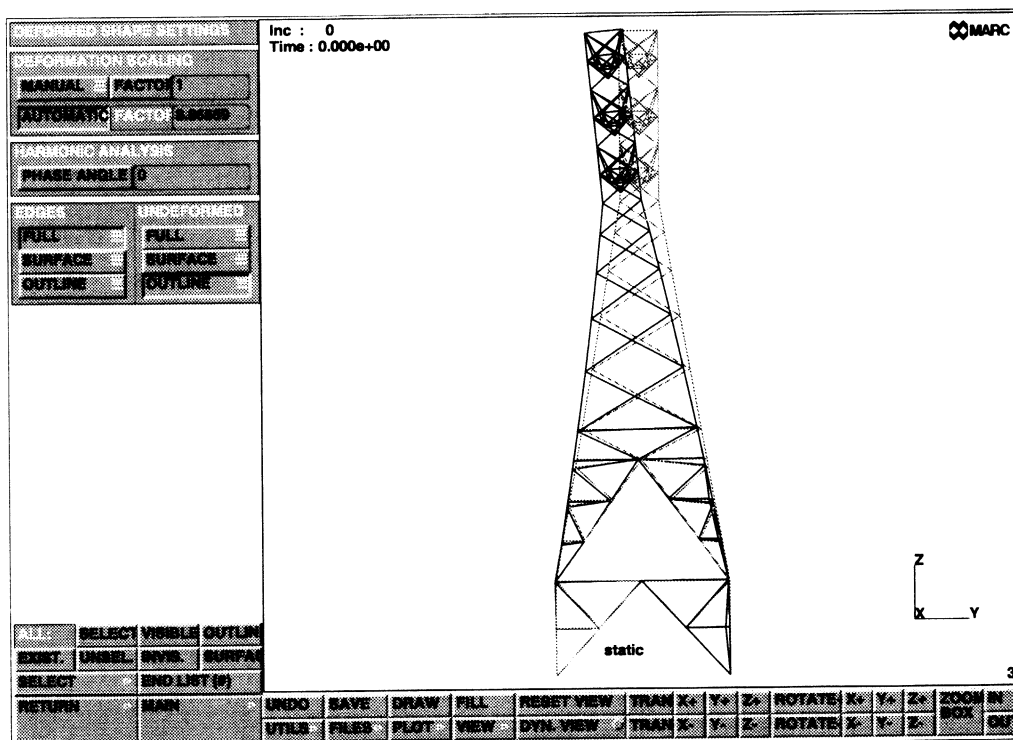 DEFORMED SHAPE SETTINGS
DEFORMATION SCALING
MANUAL FACTOR 1
AUTOMATIC FACTOR
HARMONIC ANALYSIS
PHASE ANGLE 0
EDGES UNDEFORMED
FULL FULL
SURFACE SURFACE
OUTLINE OUTLINE
Inc : 0
Time : 0.000e+00
MARC
Z
X Y
static
3
ALL: SELECT VISIBLE OUTLIN
EXIST. UNSEL. INVIS. SURFAC
SELECT END LIST (#)
RETURN MAIN
UNDO SAVE DRAW FILL RESET VIEW TRAN X+ Y+ Z+ ROTATE X+ Y+ Z+ ZOOM IN
UTILS FILES PLOT VIEW DYN. VIEW TRAN X- Y- Z- ROTATE X- Y- Z- BOX OUT